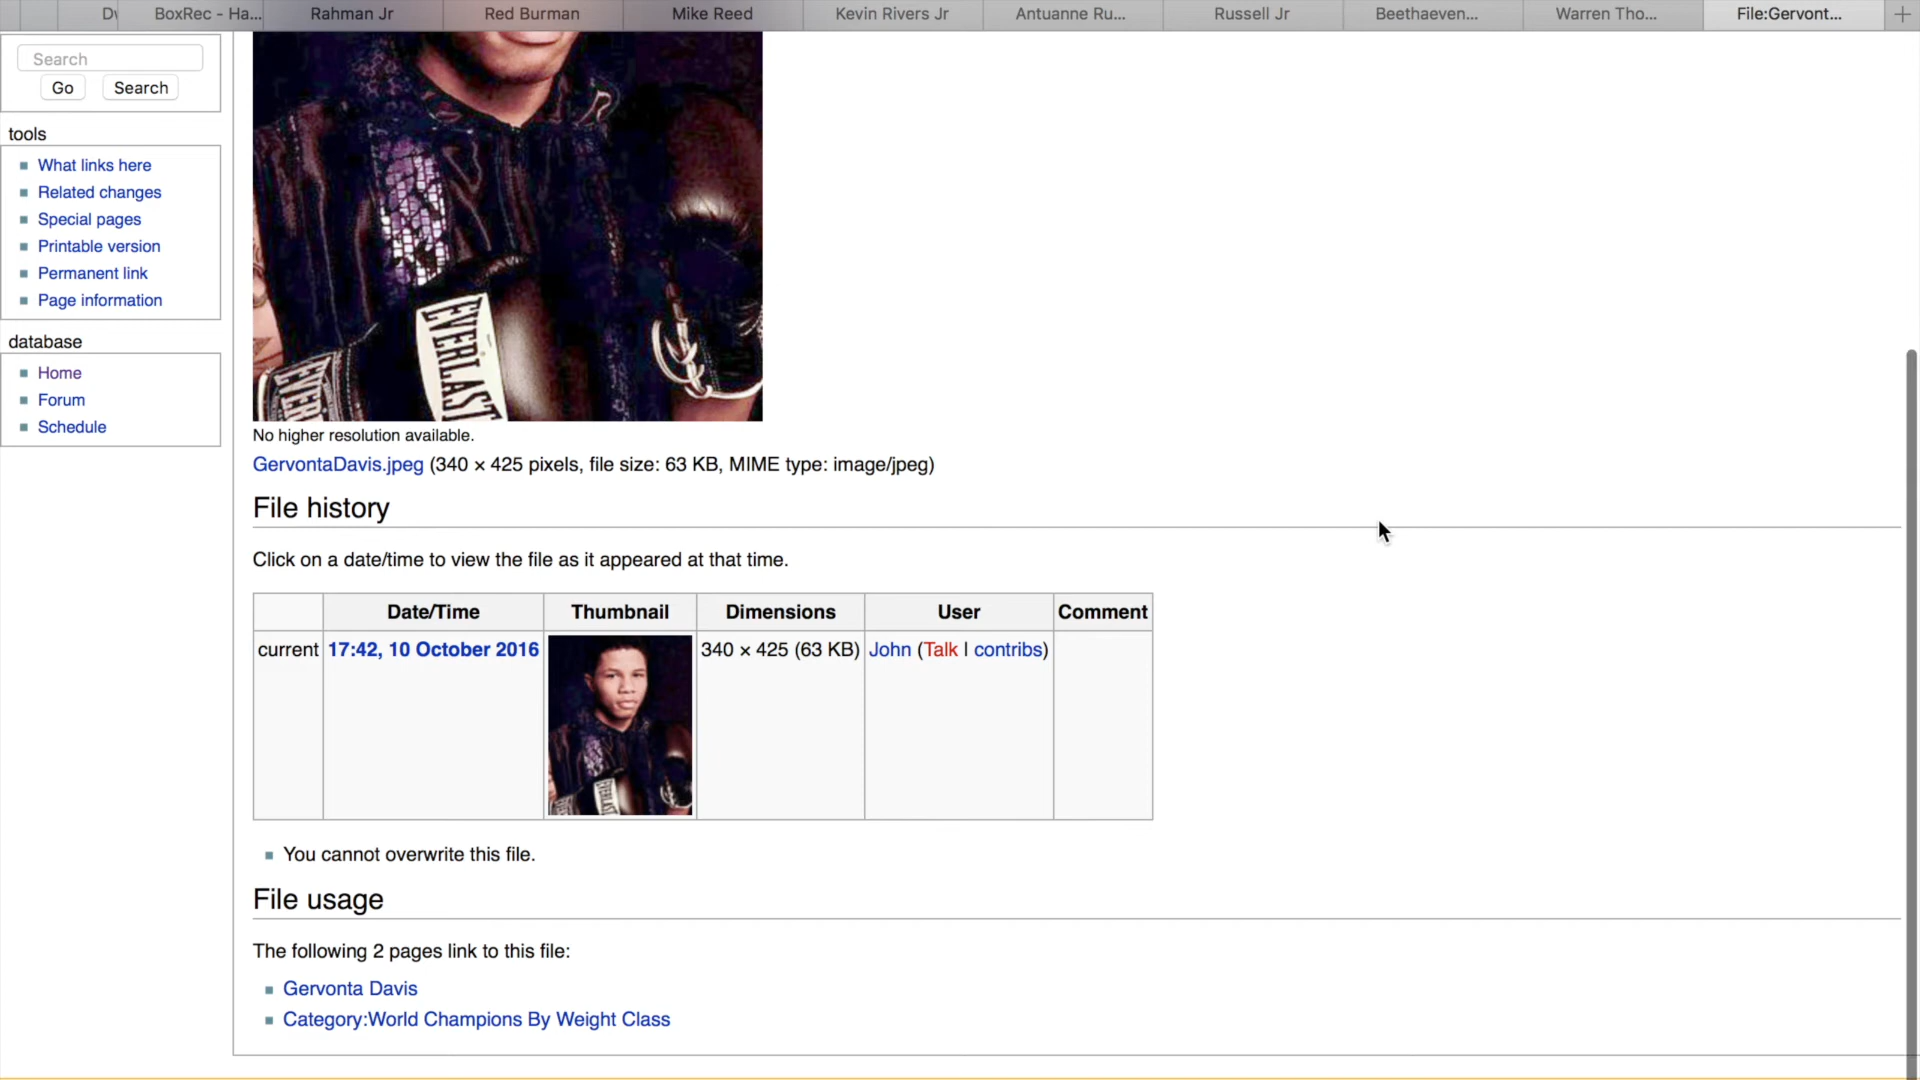 BoxRec - Ha...
Rahman Jr
Red Burman
Mike Reed
Kevin Rivers Jr
Antuanne Ru...
Russell Jr
Beethaeven...
Warren Tho...
File:Gervont...
Search
Go
Search
tools
What links here
Related changes
Special pages
Printable version
Permanent link
Page information
database
Home
Forum
Schedule
EVERLAST
EVER
No higher resolution available.
GervontaDavis.jpeg (340 × 425 pixels, file size: 63 KB, MIME type: image/jpeg)
File history
Click on a date/time to view the file as it appeared at that time.
Date/Time Thumbnail Dimensions User Comment
current 17:42, 10 October 2016 340 × 425 (63 KB) John (Talk | contribs)
You cannot overwrite this file.
File usage
The following 2 pages link to this file:
Gervonta Davis
Category:World Champions By Weight Class